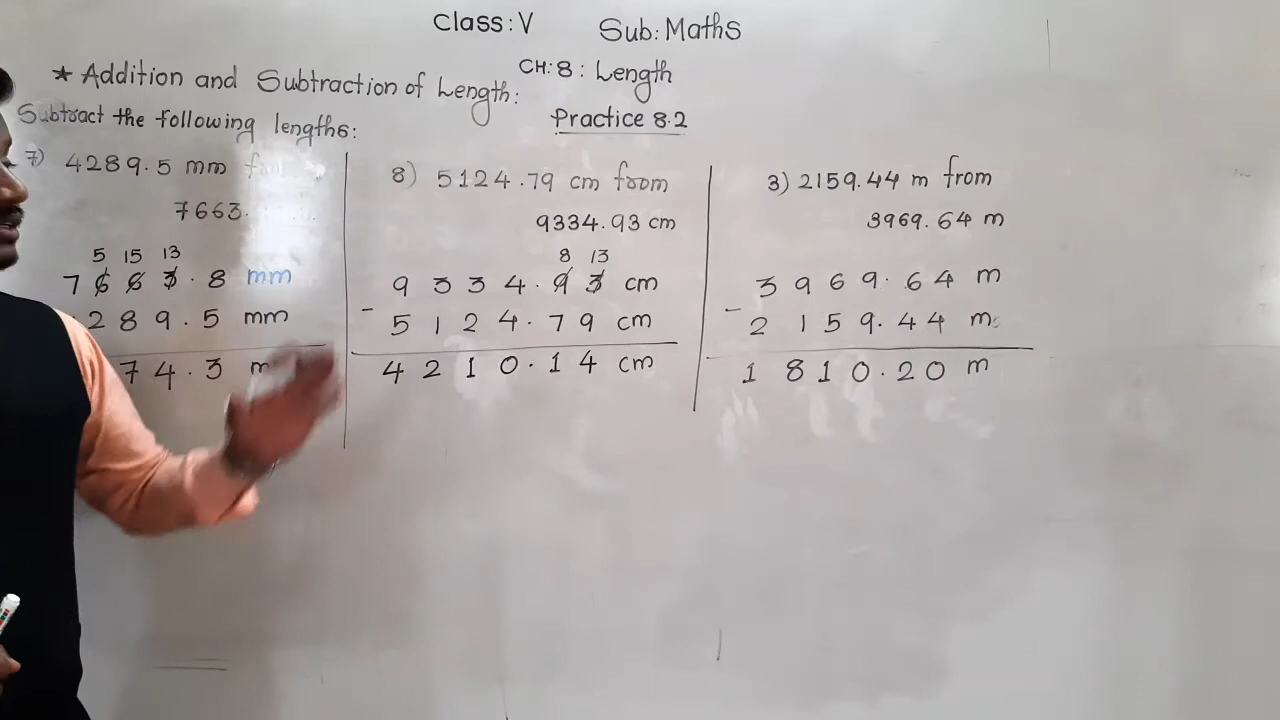 Class: V Sub: Maths
CH: 8 : Length
* Addition and Subtraction of Length:
Practice 8.2
Subtract the following lengths:
7) 4289.5 mm
7663.
5 15 13
7 6 6 3 . 8 mm
2 8 9 . 5 mm
7 4 . 3
8) 5124.79 cm from
9334.93 cm
8 13
9 3 3 4 . 9 3 cm
- 5 1 2 4 . 7 9 cm
4 2 1 0 . 1 4 cm
3) 2159.44 m from
3969.64 m
3 9 6 9 . 6 4 m
- 2 1 5 9 . 4 4 m
1 8 1 0 . 2 0 m